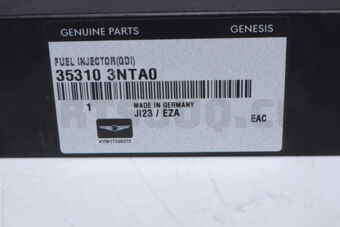 GENUINE PARTS GENESIS
FUEL INJECTOR(GDI)
35310 3NTA0
1 MADE IN GERMANY
JI23 / EZA
EAC